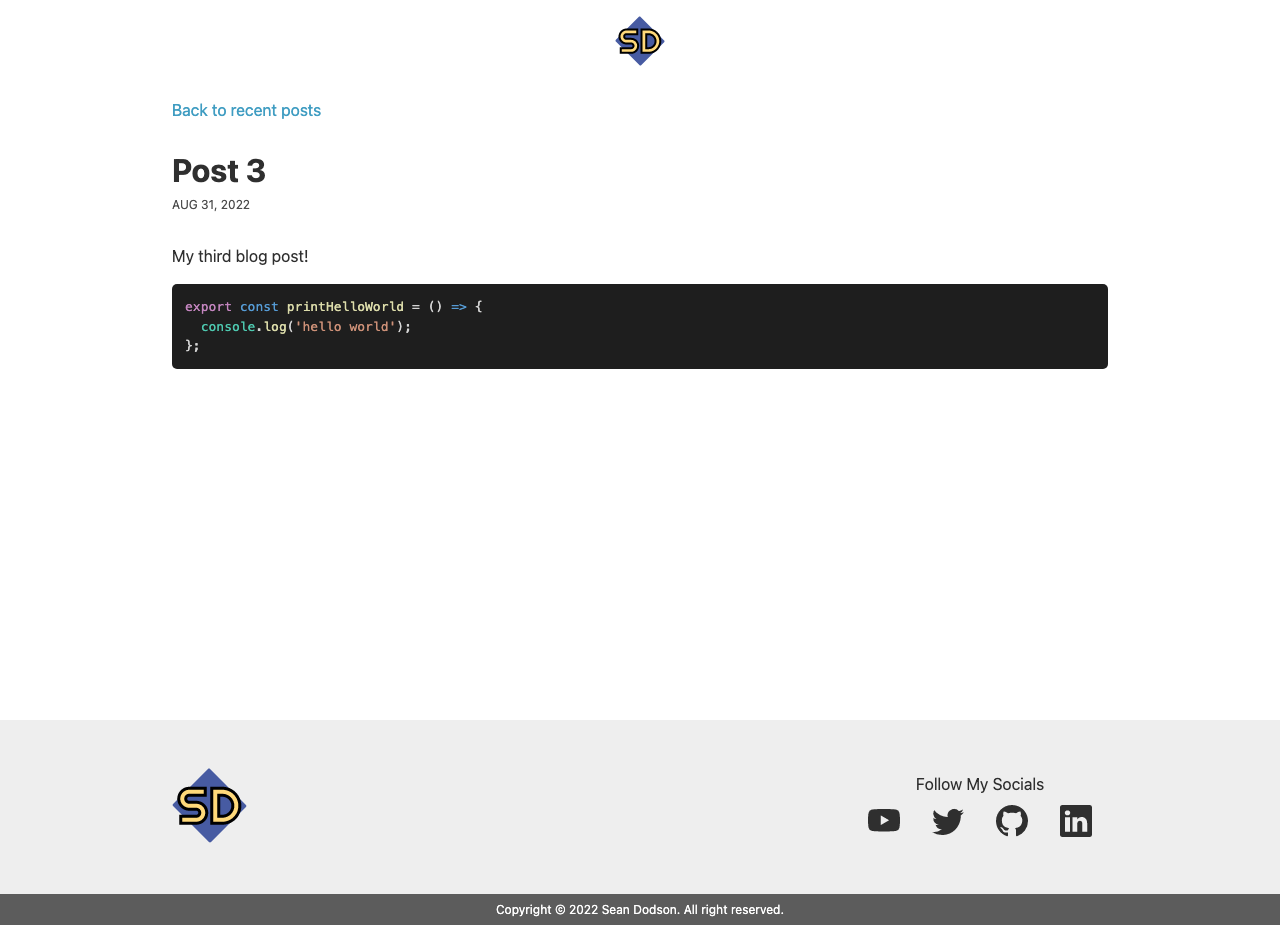 SD
Back to recent posts
Post 3
AUG 31, 2022
My third blog post!
export const printHelloWorld = () => {
  console.log('hello world');
};
SD
Follow My Socials
in
Copyright © 2022 Sean Dodson. All right reserved.